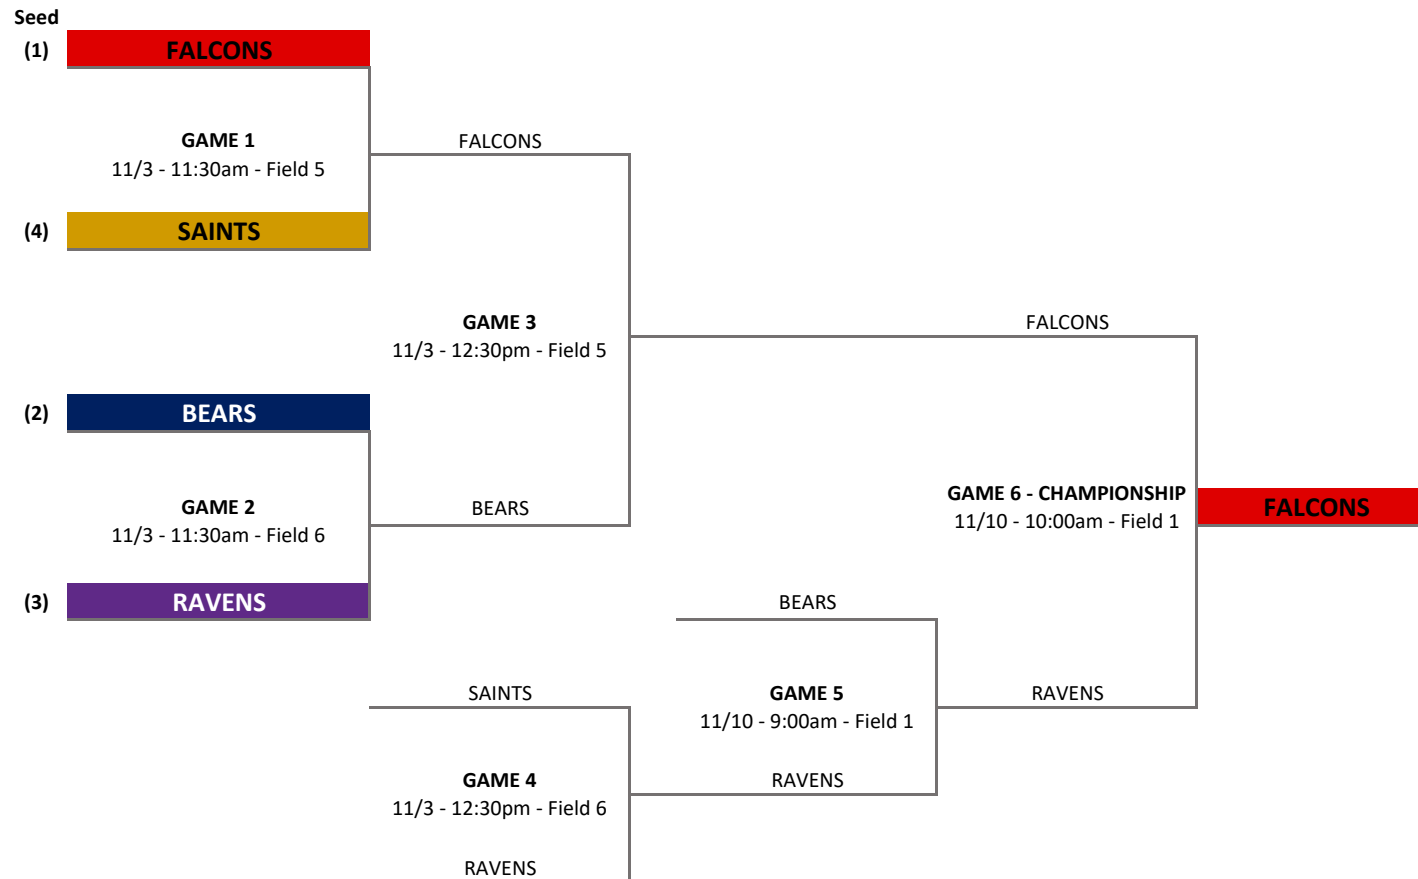 Seed
(1)
FALCONS
GAME 1
11/3 - 11:30am - Field 5
FALCONS
(4)
SAINTS
GAME 3
11/3 - 12:30pm - Field 5
FALCONS
(2)
BEARS
GAME 2
11/3 - 11:30am - Field 6
BEARS
GAME 6 - CHAMPIONSHIP
11/10 - 10:00am - Field 1
FALCONS
(3)
RAVENS
BEARS
SAINTS
GAME 5
11/10 - 9:00am - Field 1
RAVENS
GAME 4
11/3 - 12:30pm - Field 6
RAVENS
RAVENS